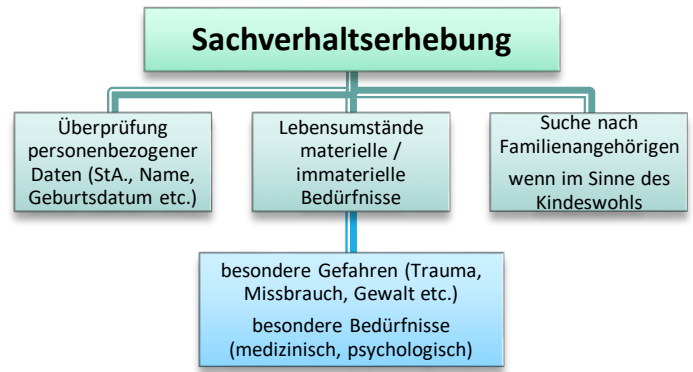 Sachverhaltserhebung
Überprüfung
personenbezogener
Daten (StA., Name,
Geburtsdatum etc.)
Lebensumstände
materielle /
immaterielle
Bedürfnisse
Suche nach
Familienangehörigen
wenn im Sinne des
Kindeswohls
besondere Gefahren (Trauma,
Missbrauch, Gewalt etc.)
besondere Bedürfnisse
(medizinisch, psychologisch)